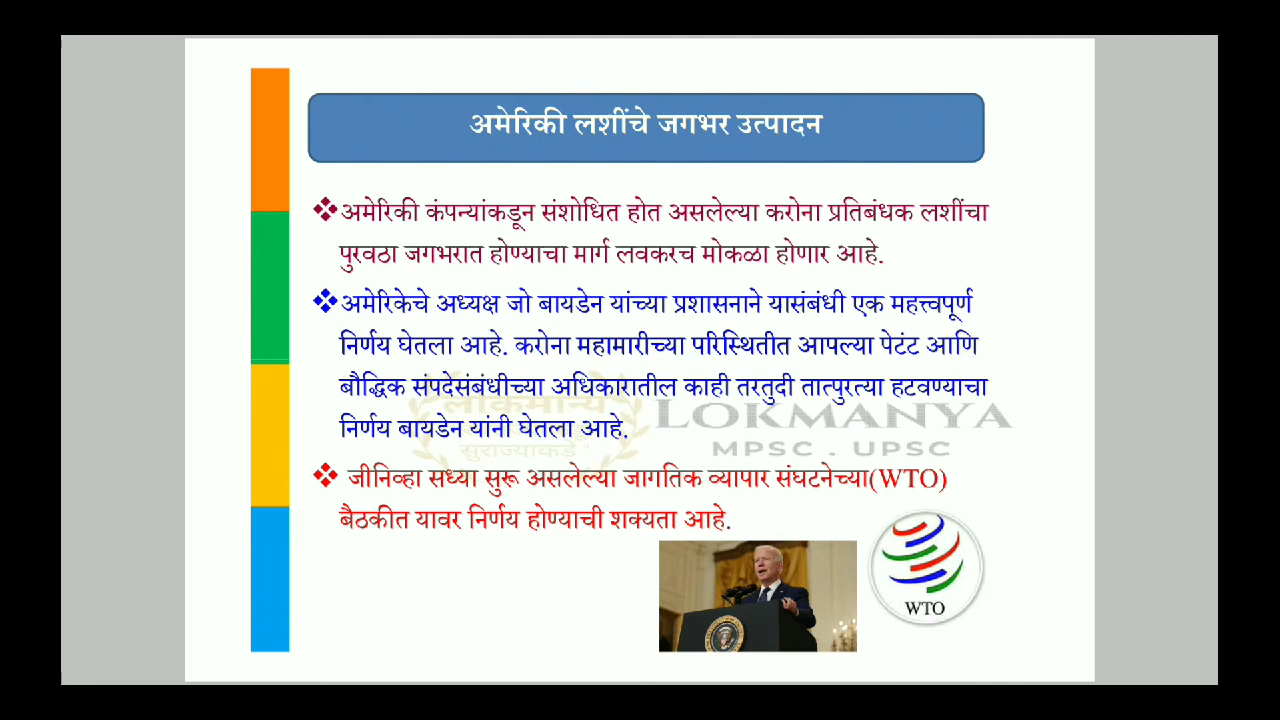 अमेरिकी लशींचे जगभर उत्पादन
अमेरिकी कंपन्यांकडून संशोधित होत असलेल्या करोना प्रतिबंधक लशींचा
पुरवठा जगभरात होण्याचा मार्ग लवकरच मोकळा होणार आहे.
अमेरिकेचे अध्यक्ष जो बायडेन यांच्या प्रशासनाने यासंबंधी एक महत्त्वपूर्ण
निर्णय घेतला आहे. करोना महामारीच्या परिस्थितीत आपल्या पेटंट आणि
बौद्धिक संपदेसंबंधीच्या अधिकारातील काही तरतुदी तात्पुरत्या हटवण्याचा
लोकमान्य
LOKMANYA
निर्णय बायडेन यांनी घेतला आहे.
सुराज्याकडे
MPSC . UPSC
जीनिव्हा सध्या सुरू असलेल्या जागतिक व्यापार संघटनेच्या(WTO)
बैठकीत यावर निर्णय होण्याची शक्यता आहे.
WTO